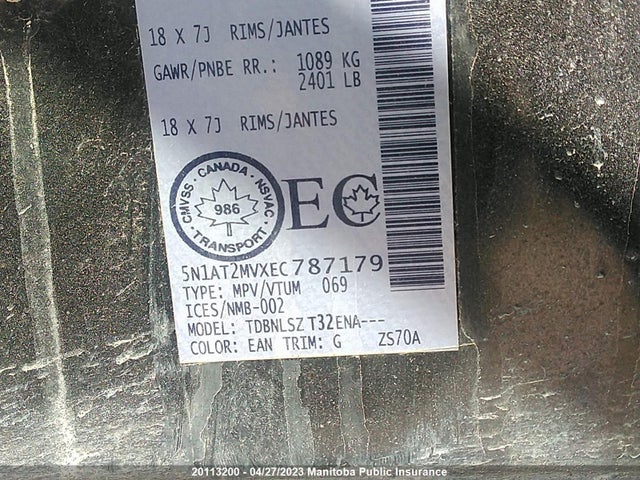 18 X 7J RIMS/JANTES
GAWR/PNBE RR.: 1089 KG
2401 LB
18 X 7J RIMS/JANTES
CMVSS · CANADA · NSVAC
986
· TRANSPORT ·
EC
5N1AT2MVXEC787179
TYPE: MPV/VTUM 069
ICES/NMB-002
MODEL: TDBNLSZ T32ENA---
COLOR: EAN TRIM: G ZS70A
20113200 - 04/27/2023 Manitoba Public Insurance